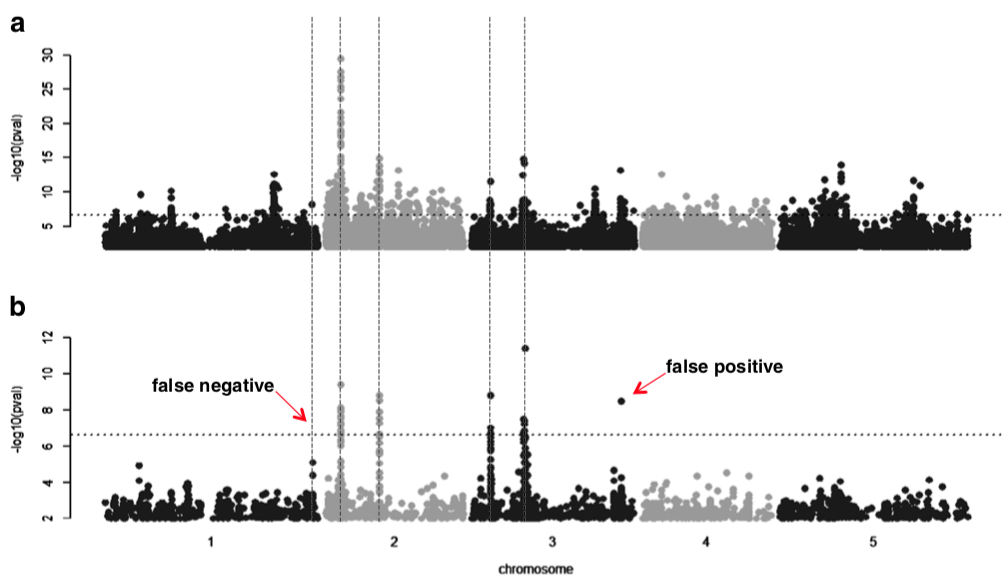 a
30
25
20
15
10
5
-log10(pval)
b
12
10
8
6
4
2
-log10(pval)
false negative
false positive
1 2 3 4 5
chromosome